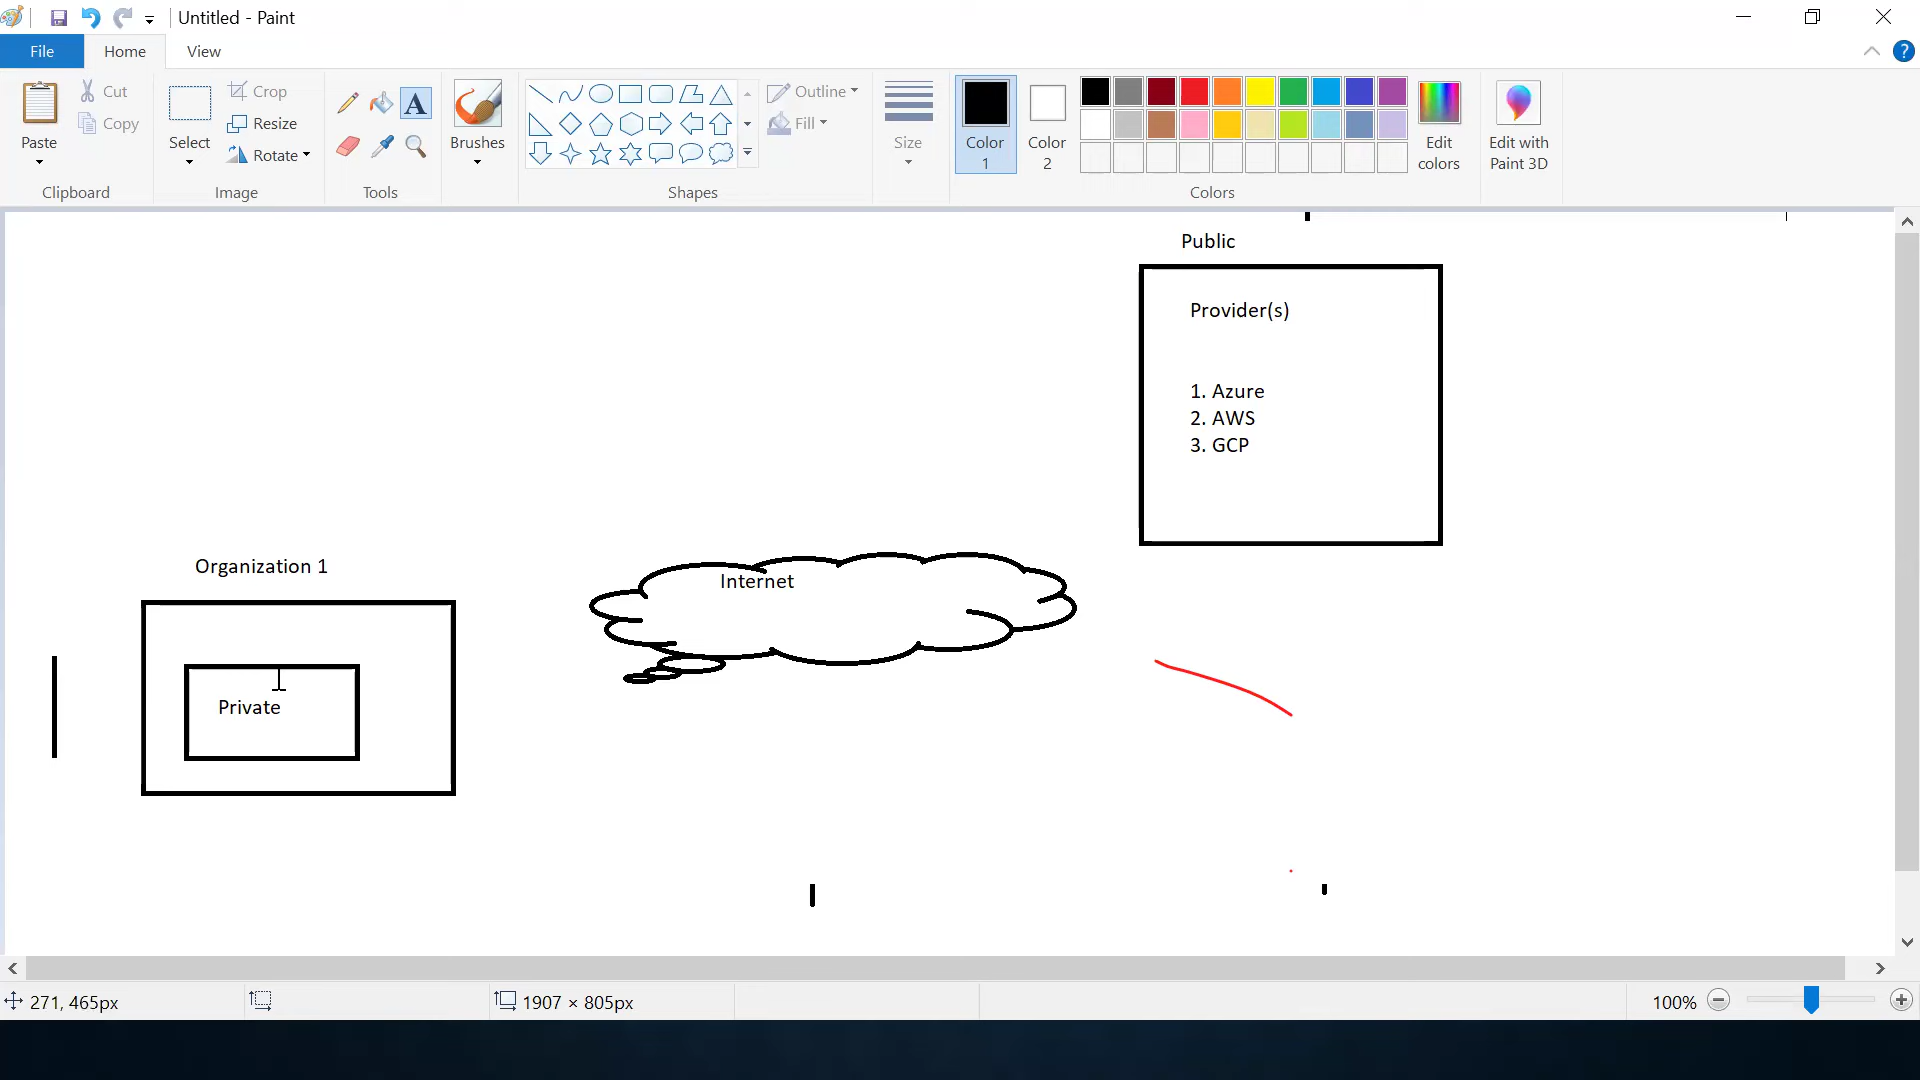 Untitled - Paint
File
Home
View
Paste
Cut
Copy
Clipboard
Select
Crop
Resize
Rotate
Image
A
Tools
Brushes
Shapes
Outline
Fill
Size
Color
1
Color
2
Edit
colors
Edit with
Paint 3D
Colors
?
Public
Provider(s)
1. Azure
2. AWS
3. GCP
Organization 1
Internet
Private
271, 465px
1907 × 805px
100%